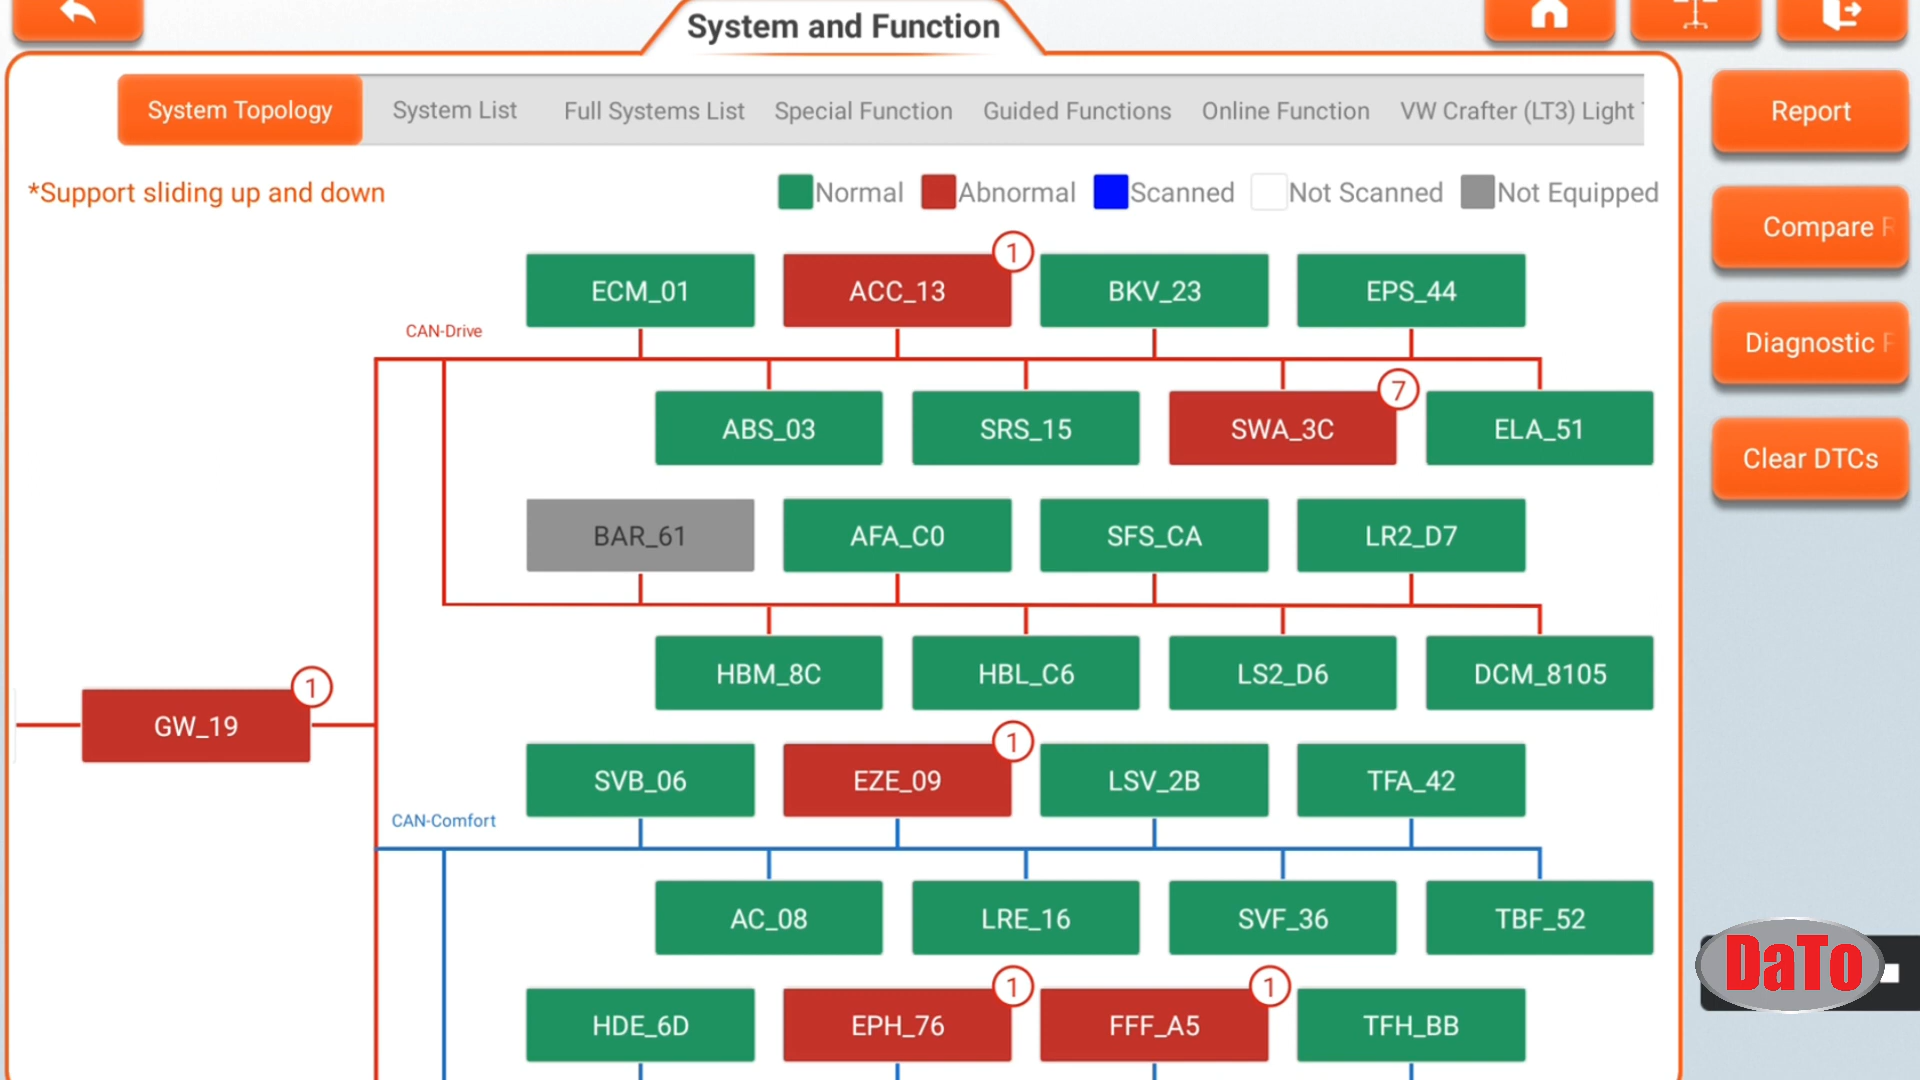 System and Function
System Topology
System List
Full Systems List
Special Function
Guided Functions
Online Function
VW Crafter (LT3) Light
Report
*Support sliding up and down
Normal
Abnormal
Scanned
Not Scanned
Not Equipped
Compare
Diagnostic
Clear DTCs
1
ECM_01
ACC_13
BKV_23
EPS_44
CAN-Drive
7
ABS_03
SRS_15
SWA_3C
ELA_51
BAR_61
AFA_C0
SFS_CA
LR2_D7
HBM_8C
HBL_C6
LS2_D6
DCM_8105
1
GW_19
1
SVB_06
EZE_09
LSV_2B
TFA_42
CAN-Comfort
AC_08
LRE_16
SVF_36
TBF_52
1
1
HDE_6D
EPH_76
FFF_A5
TFH_BB
DaTo